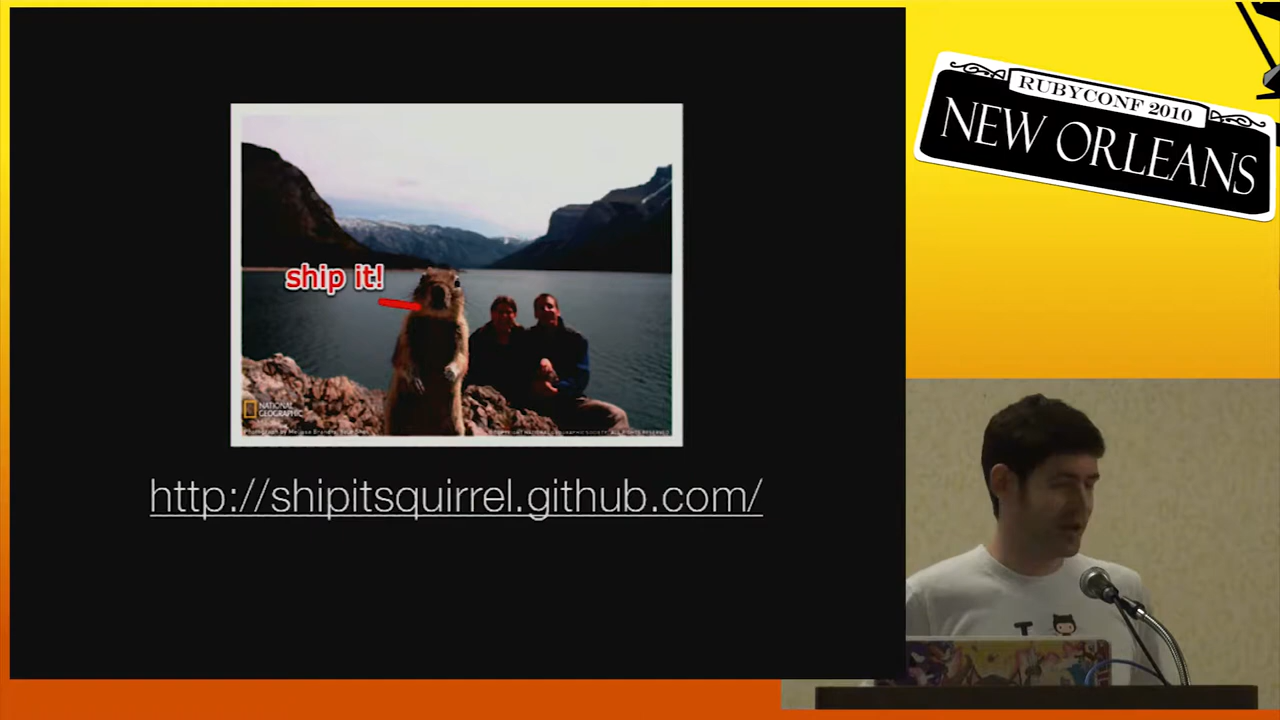 RUBYCONF 2010
NEW ORLEANS
ship it!
NATIONAL
GEOGRAPHIC
http://shipitsquirrel.github.com/
I